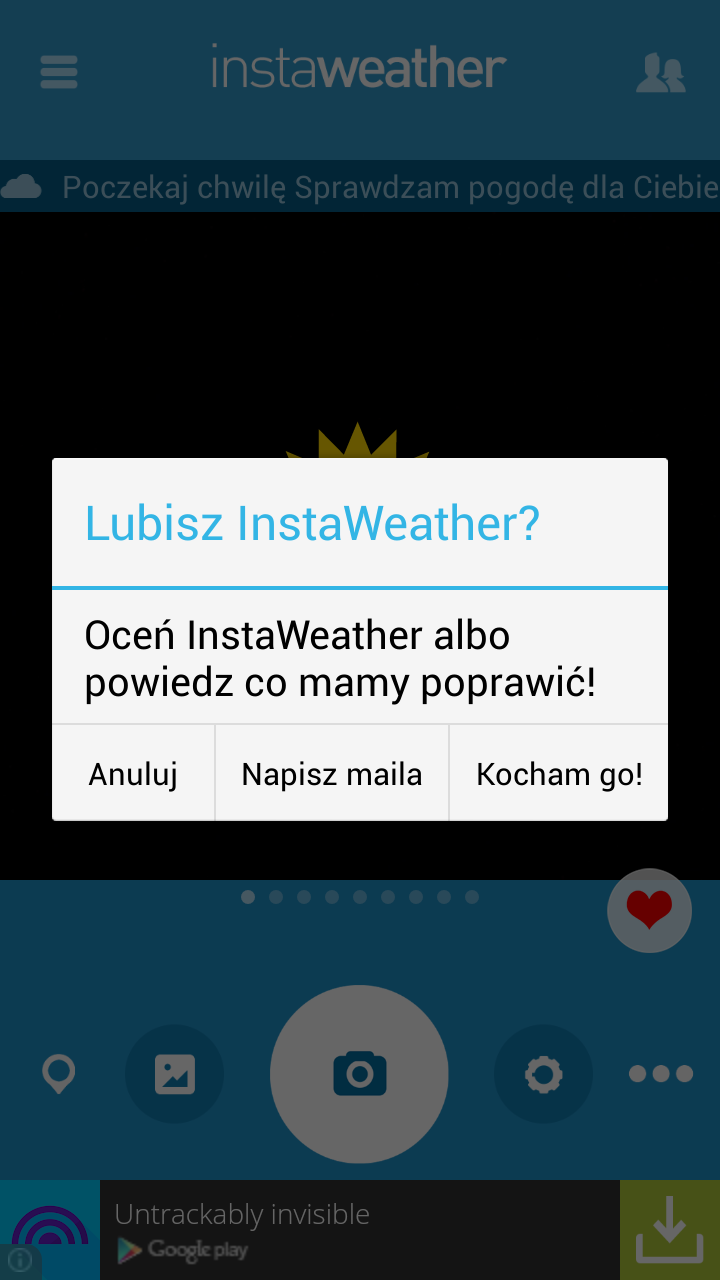 instaweather
Poczekaj chwilę Sprawdzam pogodę dla Ciebie
Lubisz InstaWeather?
Oceń InstaWeather albo
powiedz co mamy poprawić!
Anuluj
Napisz maila
Kocham go!
Untrackably invisible
Google play